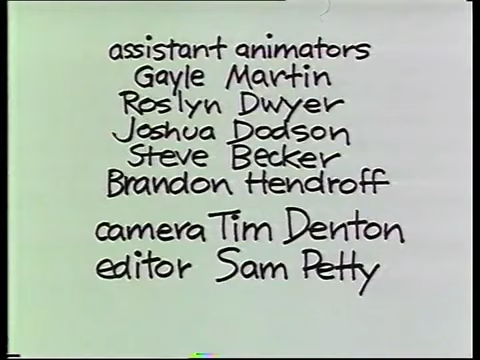 assistant animators
Gayle Martin
Roslyn Dwyer
Joshua Dodson
Steve Becker
Brandon Hendroff
camera Tim Denton
editor Sam Petty